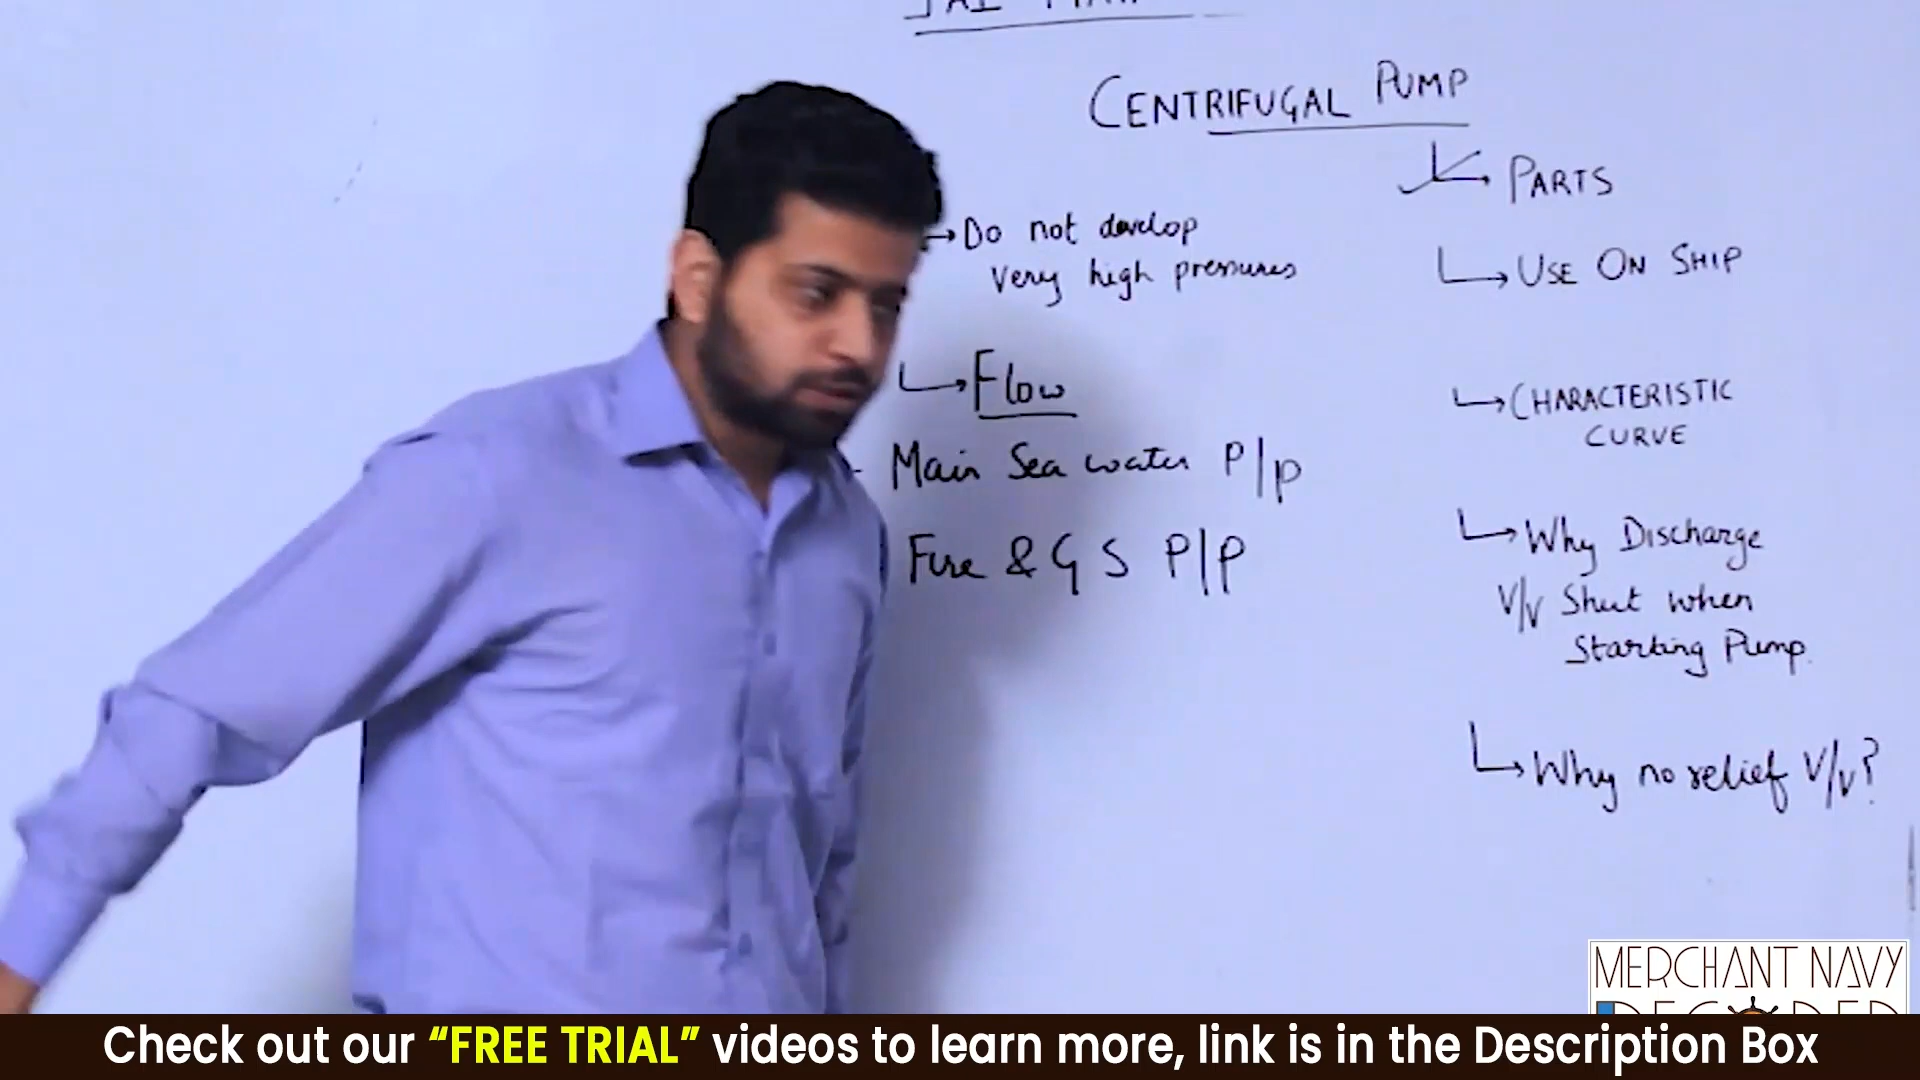 CENTRIFUGAL PUMP
→ Do not develop
very high pressures
→ Flow
Main Sea water P/p
Fire & G S P/P
→ PARTS
→ USE ON SHIP
→ CHARACTERISTIC
CURVE
→ Why Discharge
V/v Shut when
Starting Pump.
→ Why no relief V/v?
MERCHANT NAVY
DECODED
Check out our “FREE TRIAL” videos to learn more, link is in the Description Box